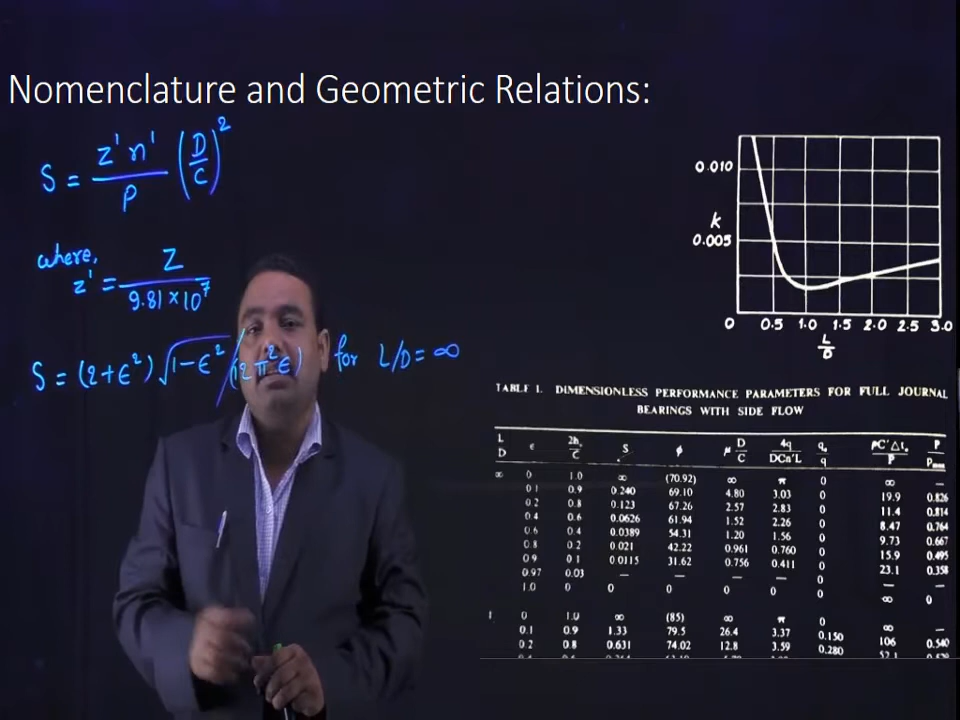 Nomenclature and Geometric Relations:
S = z'n'/P (D/C)²
where,
z' = Z/9.81×10⁷
S = (2+ε²)√1-ε² / (12π²ε) for L/D = ∞
0.010
k
0.005
0 0.5 1.0 1.5 2.0 2.5 3.0
L/D
TABLE 1. DIMENSIONLESS PERFORMANCE PARAMETERS FOR FULL JOURNAL
BEARINGS WITH SIDE FLOW
L/D ε 2h./C S φ μ D/C 4q/DCn'L q./q ρC'Δt./P P/Pmax
∞ 0 1.0 ∞ (70.92) ∞ π 0 ∞ —
0.1 0.9 0.240 69.10 4.80 3.03 0 19.9 0.826
0.2 0.8 0.123 67.26 2.57 2.83 0 11.4 0.814
0.4 0.6 0.0626 61.94 1.52 2.26 0 8.47 0.764
0.6 0.4 0.0389 54.31 1.20 1.56 0 9.73 0.667
0.8 0.2 0.021 42.22 0.961 0.760 0 15.9 0.495
0.9 0.1 0.0115 31.62 0.756 0.411 0 23.1 0.358
0.97 0.03 — — — — 0 — —
1.0 0 0 0 0 0 0 ∞ 0
1 0 1.0 ∞ (85) ∞ π 0 ∞ —
0.1 0.9 1.33 79.5 26.4 3.37 0.150 106 0.540
0.2 0.8 0.631 74.02 12.8 3.59 0.280 52.1